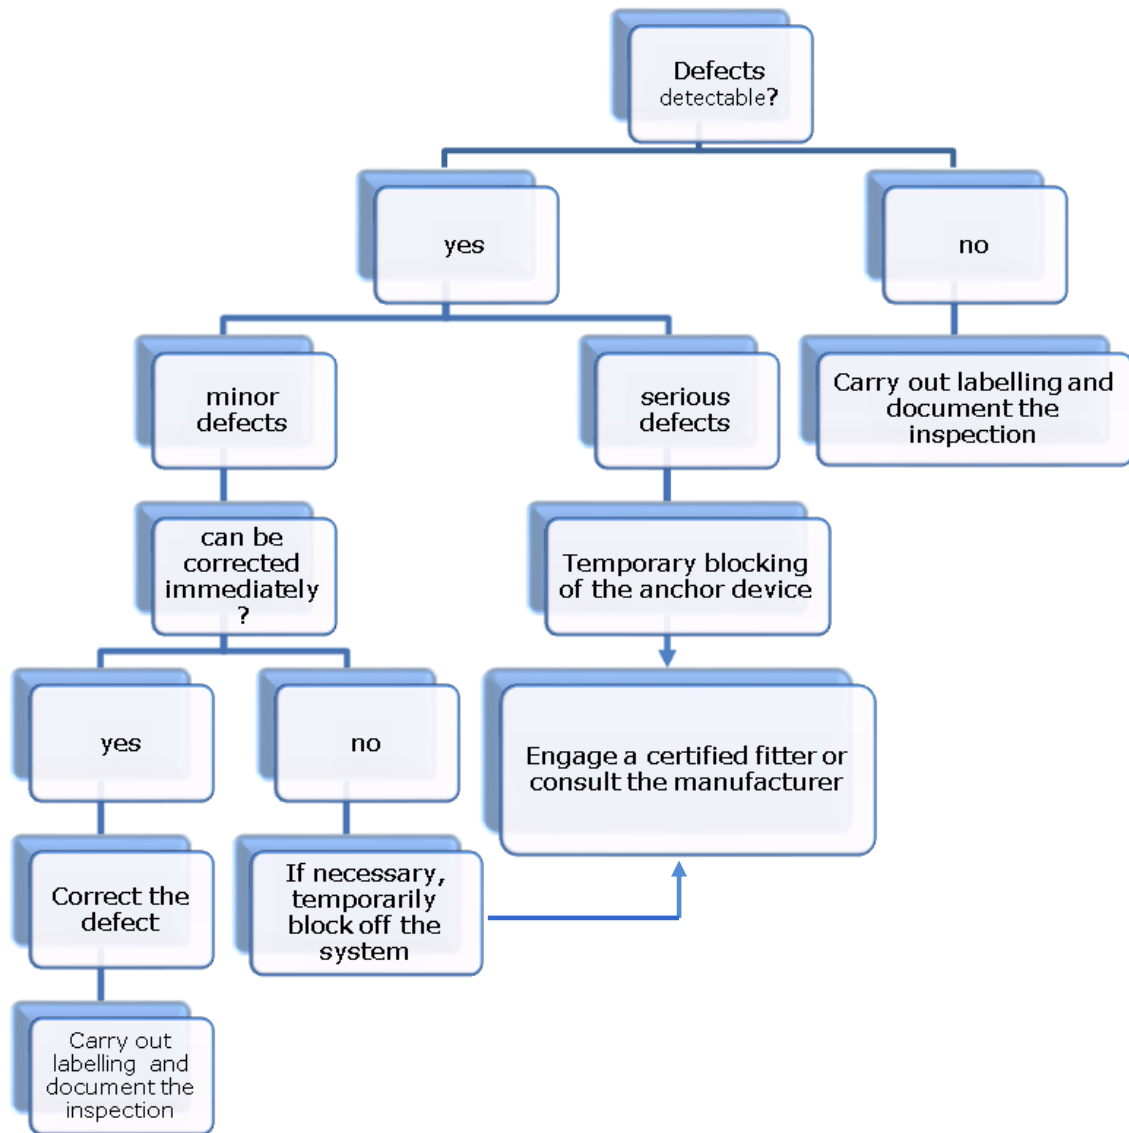 Defects
detectable?
yes
no
minor
defects
serious
defects
Carry out labelling and
document the
inspection
can be
corrected
immediately
?
Temporary blocking
of the anchor device
yes
no
Engage a certified fitter or
consult the manufacturer
Correct the
defect
If necessary,
temporarily
block off the
system
Carry out
labelling and
document the
inspection